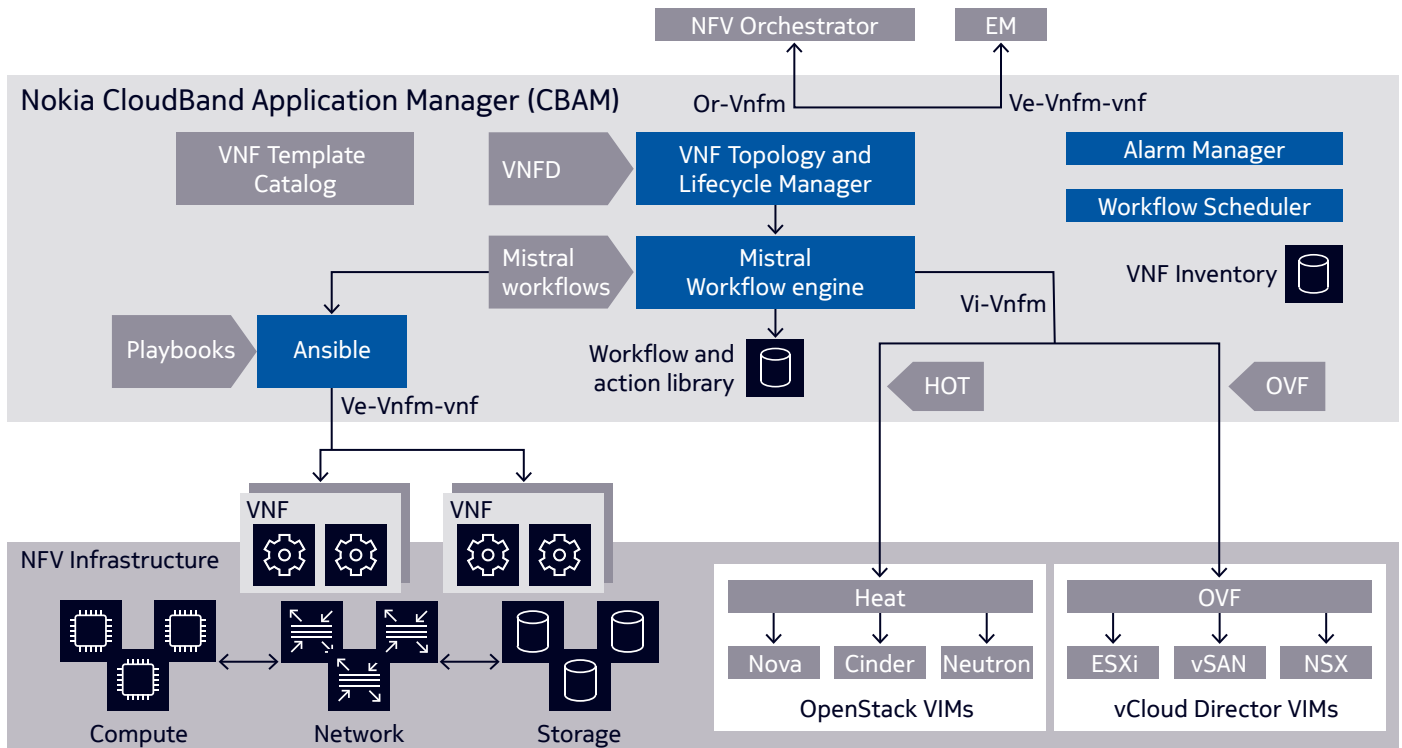 NFV Orchestrator
EM
Nokia CloudBand Application Manager (CBAM)
Or-Vnfm
Ve-Vnfm-vnf
VNF Template
Catalog
VNFD
VNF Topology and
Lifecycle Manager
Alarm Manager
Workflow Scheduler
Mistral
workflows
Mistral
Workflow engine
VNF Inventory
Vi-Vnfm
Playbooks
Ansible
Workflow and
action library
HOT
OVF
Ve-Vnfm-vnf
VNF
VNF
NFV Infrastructure
Heat
OVF
Nova
Cinder
Neutron
ESXi
vSAN
NSX
OpenStack VIMs
vCloud Director VIMs
Compute
Network
Storage